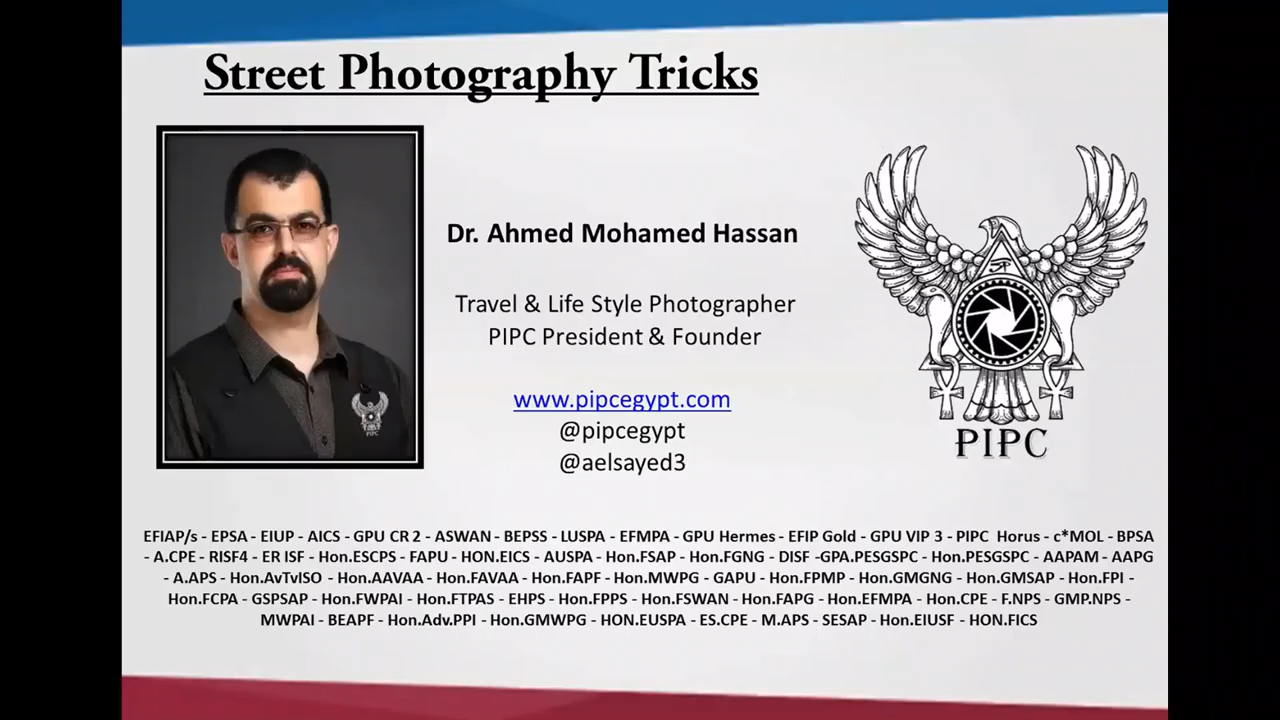 Street Photography Tricks
Dr. Ahmed Mohamed Hassan
Travel & Life Style Photographer
PIPC President & Founder
www.pipcegypt.com
@pipcegypt
@aelsayed3
PIPC
PIPC
EFIAP/s - EPSA - EIUP - AICS - GPU CR 2 - ASWAN - BEPSS - LUSPA - EFMPA - GPU Hermes - EFIP Gold - GPU VIP 3 - PIPC Horus - c*MOL - BPSA
- A.CPE - RISF4 - ER ISF - Hon.ESCPS - FAPU - HON.EICS - AUSPA - Hon.FSAP - Hon.FGNG - DISF -GPA.PESGSPC - Hon.PESGSPC - AAPAM - AAPG
- A.APS - Hon.AvTvISO - Hon.AAVAA - Hon.FAVAA - Hon.FAPF - Hon.MWPG - GAPU - Hon.FPMP - Hon.GMGNG - Hon.GMSAP - Hon.FPI -
Hon.FCPA - GSPSAP - Hon.FWPAI - Hon.FTPAS - EHPS - Hon.FPPS - Hon.FSWAN - Hon.FAPG - Hon.EFMPA - Hon.CPE - F.NPS - GMP.NPS -
MWPAI - BEAPF - Hon.Adv.PPI - Hon.GMWPG - HON.EUSPA - ES.CPE - M.APS - SESAP - Hon.EIUSF - HON.FICS